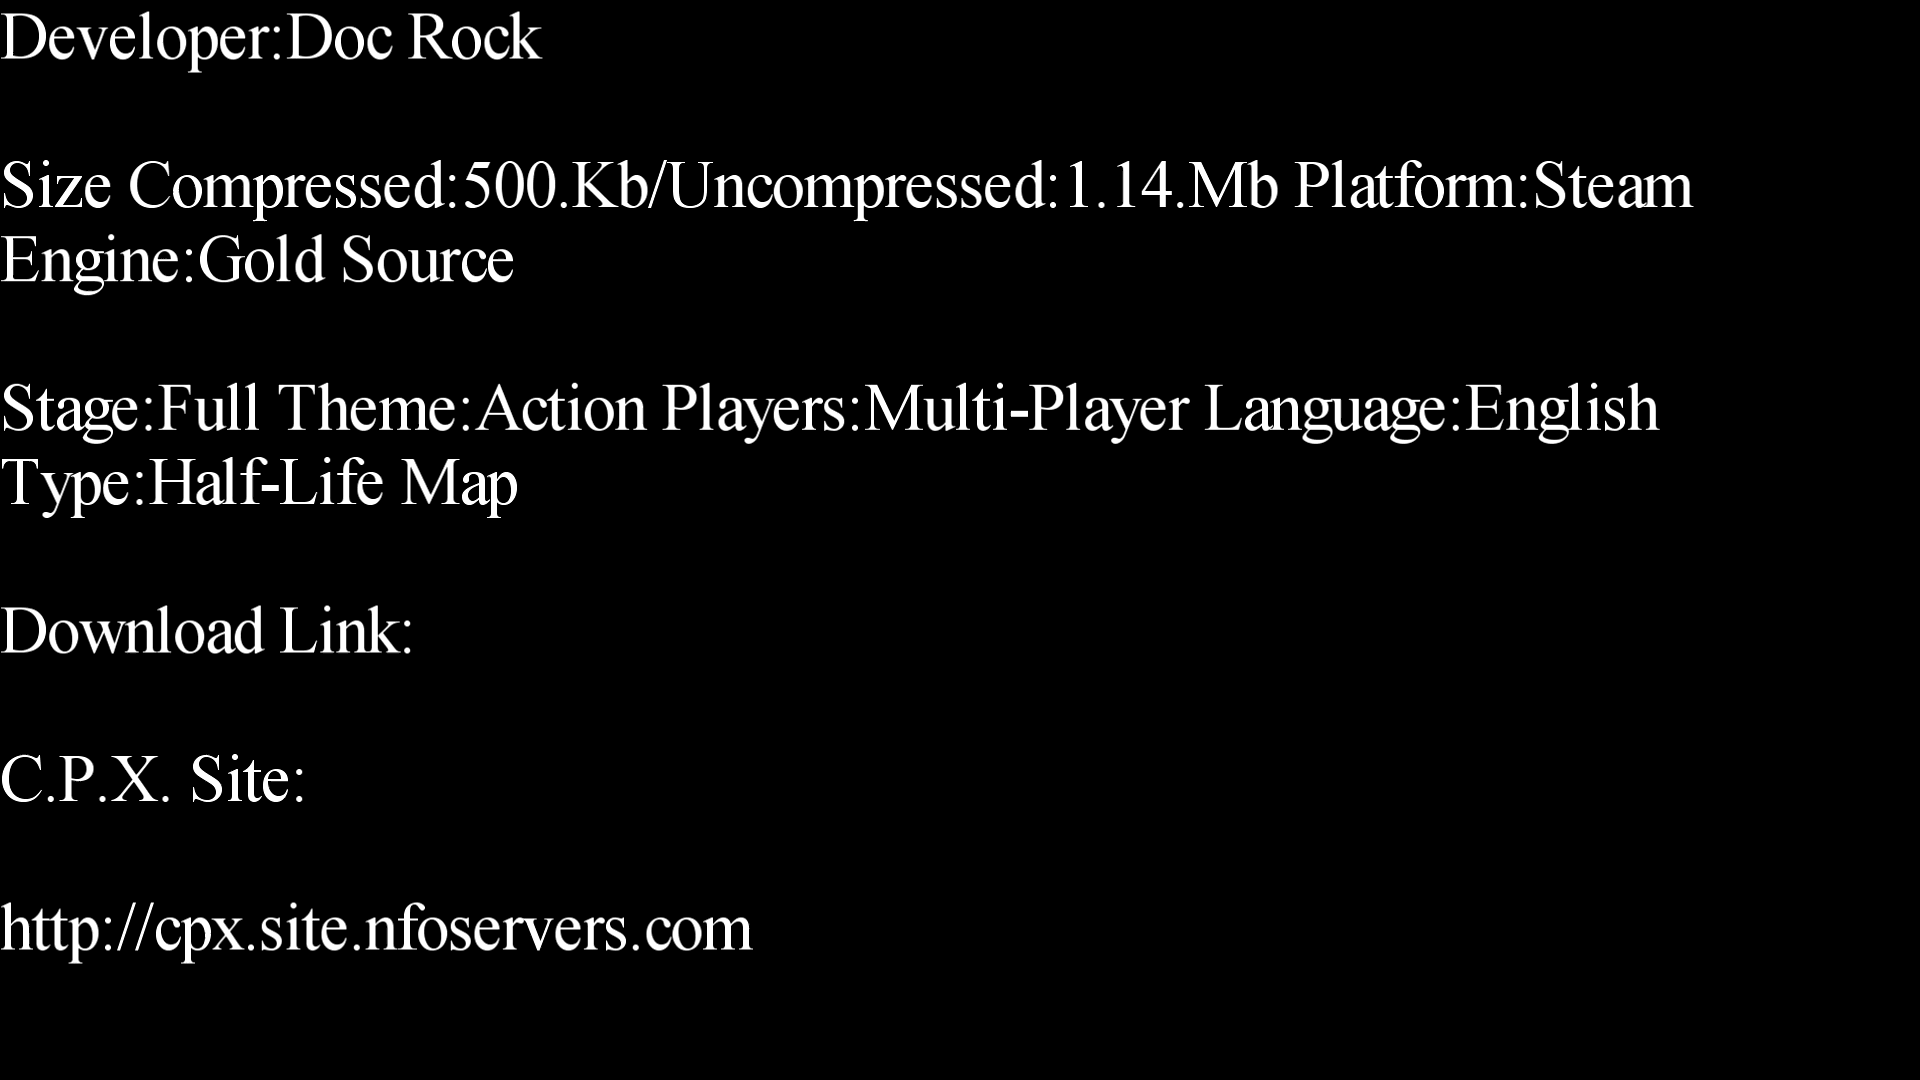 Developer:Doc Rock
Size Compressed:500.Kb/Uncompressed:1.14.Mb Platform:Steam
Engine:Gold Source
Stage:Full Theme:Action Players:Multi-Player Language:English
Type:Half-Life Map
Download Link:
C.P.X. Site:
http://cpx.site.nfoservers.com